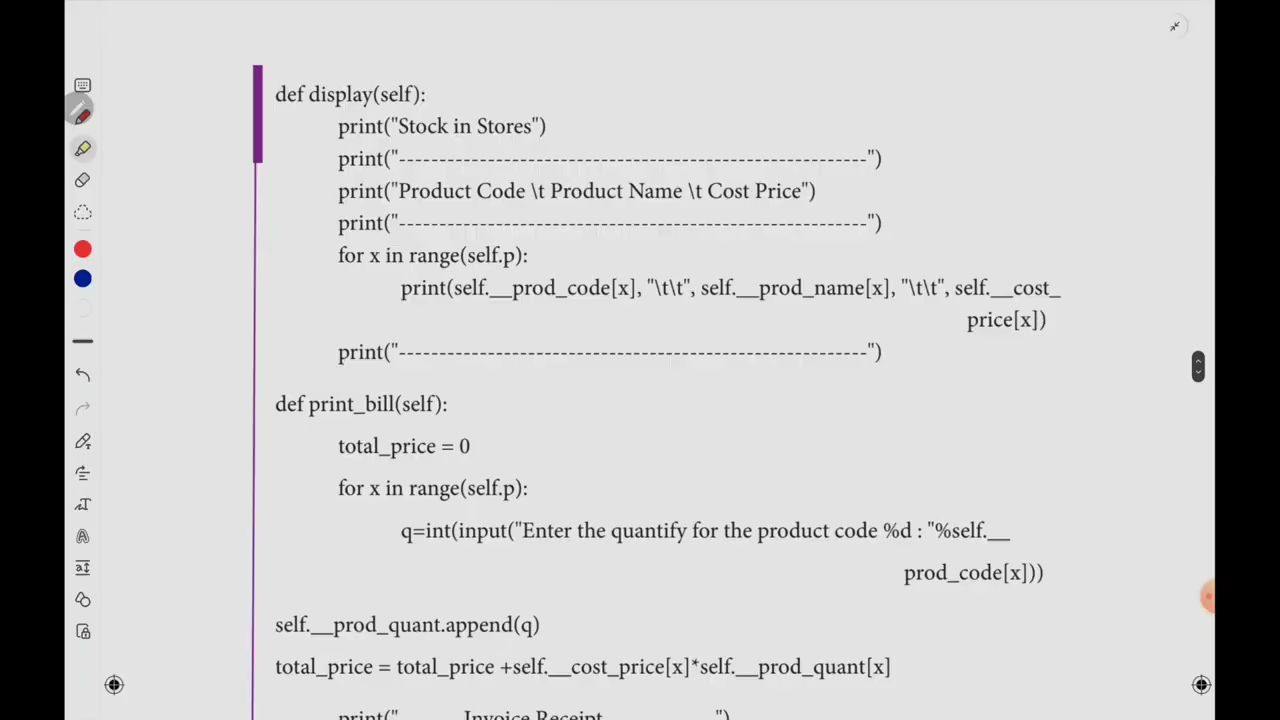 def display(self):
print("Stock in Stores")
print("----------------------------------------------------------")
print("Product Code \t Product Name \t Cost Price")
print("----------------------------------------------------------")
for x in range(self.p):
print(self.__prod_code[x], "\t\t", self.__prod_name[x], "\t\t", self.__cost_
price[x])
print("----------------------------------------------------------")
def print_bill(self):
total_price = 0
for x in range(self.p):
q=int(input("Enter the quantify for the product code %d : "%self.__
prod_code[x]))
self.__prod_quant.append(q)
total_price = total_price +self.__cost_price[x]*self.__prod_quant[x]
print(" Invoice Receipt ")